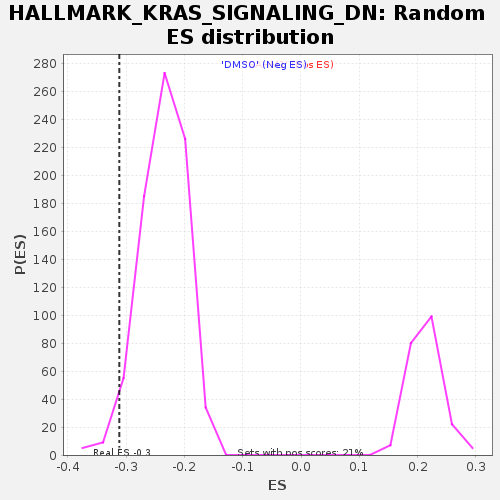 HALLMARK_KRAS_SIGNALING_DN: Random
ES distribution
'DMSO' (Neg ES)
s ES)
280
260
240
220
200
180
160
140
120
100
80
60
40
20
0
P(ES)
Real ES -0.3
Sets with pos scores: 21%
-0.4 -0.3 -0.2 -0.1 0.0 0.1 0.2 0.3
ES